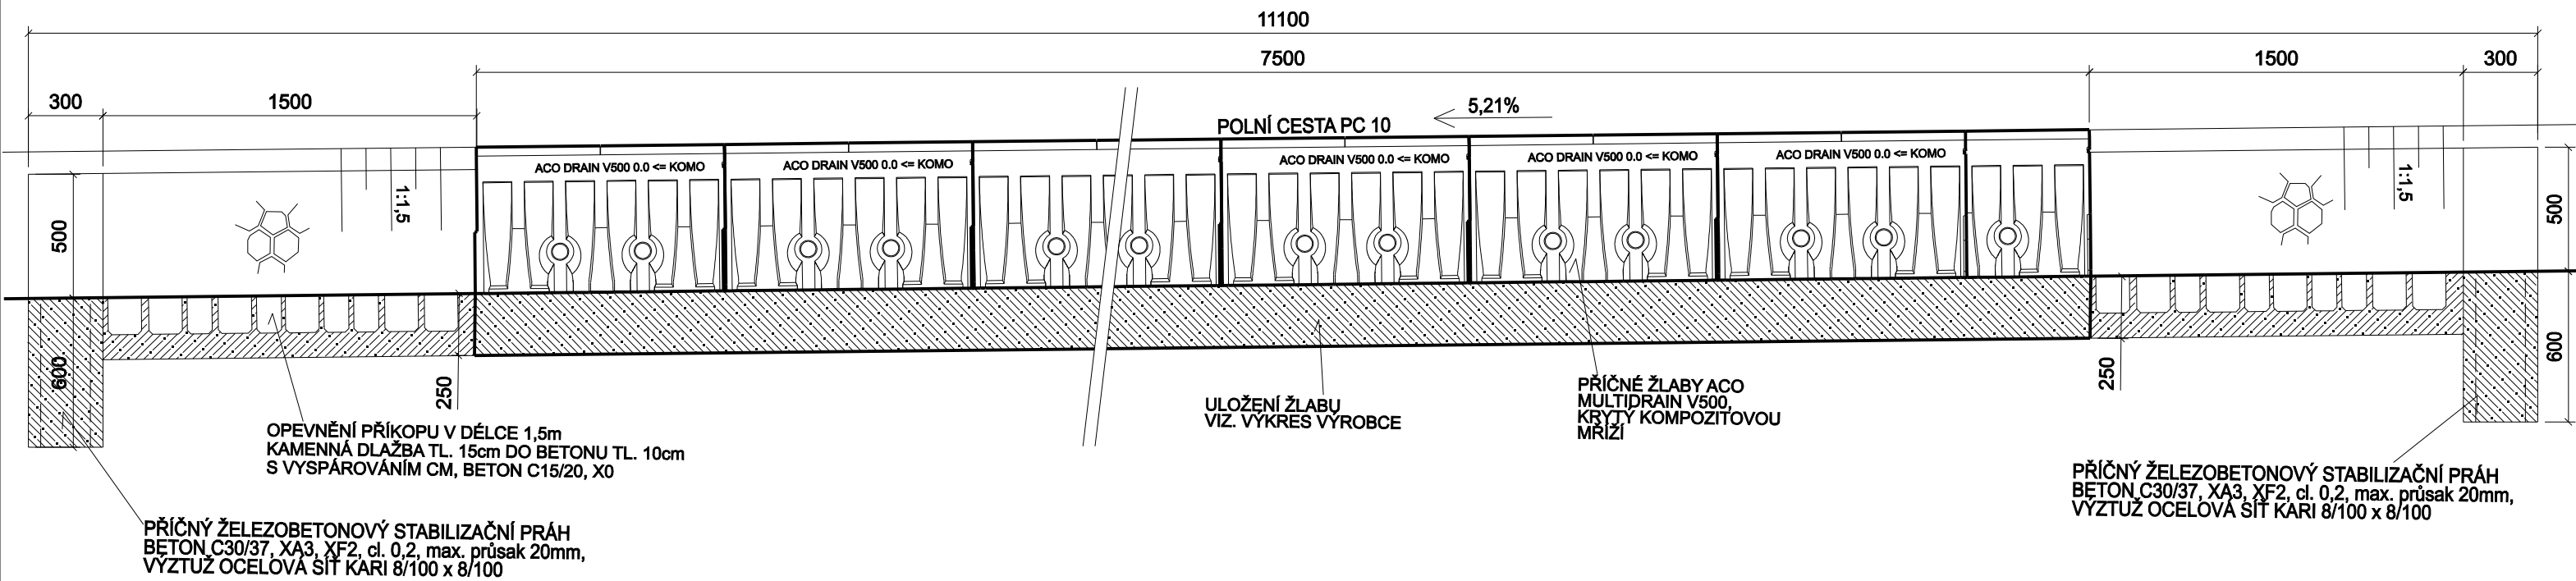 11100
7500
1500
300
300
1500
5,21%
POLNÍ CESTA PC 10
ACO DRAIN V500 0.0 <= KOMO
ACO DRAIN V500 0.0 <= KOMO
ACO DRAIN V500 0.0 <= KOMO
ACO DRAIN V500 0.0 <= KOMO
ACO DRAIN V500 0.0 <= KOMO
1:1,5
1:1,5
500
500
600
600
250
250
OPEVNĚNÍ PŘÍKOPU V DÉLCE 1,5m
KAMENNÁ DLAŽBA TL. 15cm DO BETONU TL. 10cm
S VYSPÁROVÁNÍM CM, BETON C15/20, X0
ULOŽENÍ ŽLABU
VIZ. VÝKRES VÝROBCE
PŘÍČNÉ ŽLABY ACO
MULTIDRAIN V500,
KRYTÝ KOMPOZITOVOU
MŘÍŽÍ
PŘÍČNÝ ŽELEZOBETONOVÝ STABILIZAČNÍ PRÁH
BETON C30/37, XA3, XF2, cl. 0,2, max. průsak 20mm,
VÝZTUŽ OCELOVÁ SÍŤ KARI 8/100 x 8/100
PŘÍČNÝ ŽELEZOBETONOVÝ STABILIZAČNÍ PRÁH
BETON C30/37, XA3, XF2, cl. 0,2, max. průsak 20mm,
VÝZTUŽ OCELOVÁ SÍŤ KARI 8/100 x 8/100